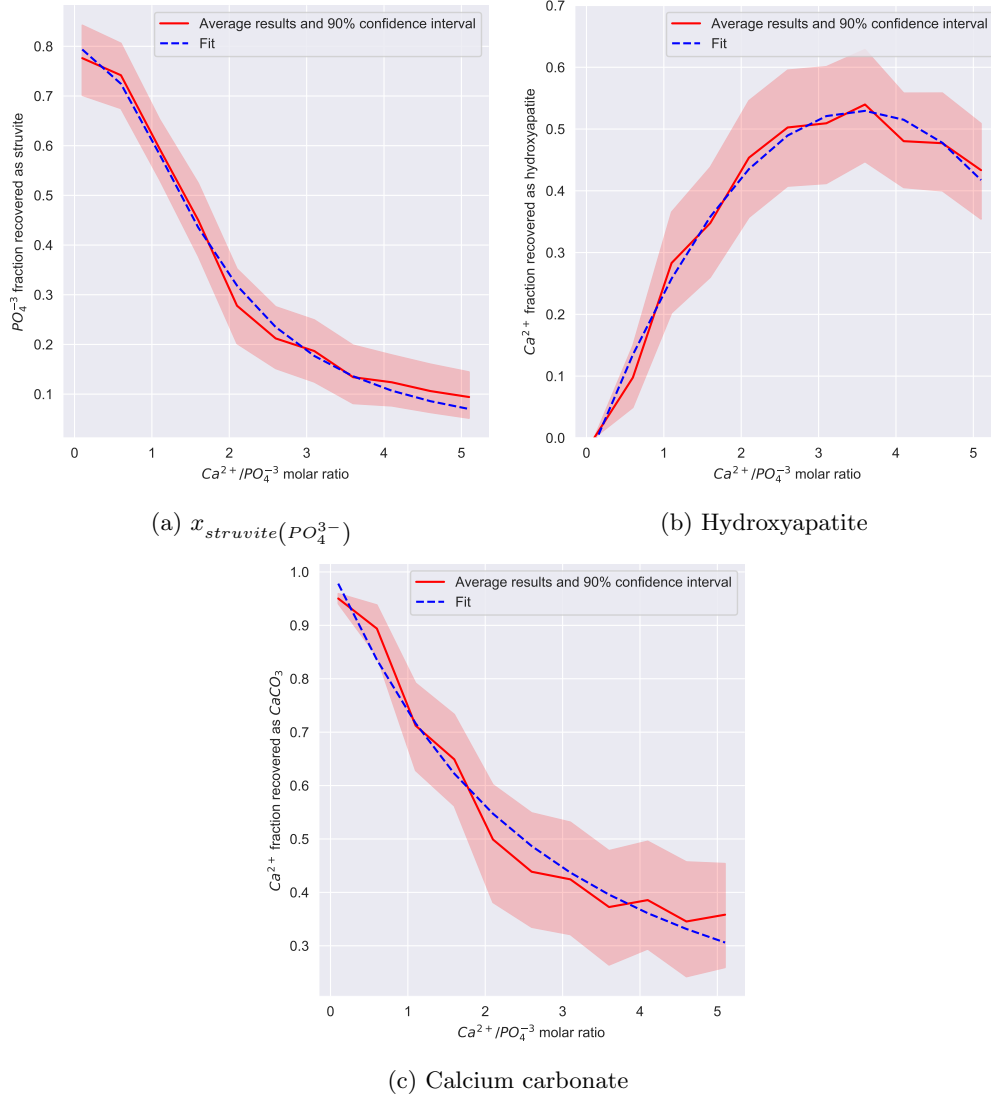 Average results and 90% confidence interval
Fit
PO₄⁻³ fraction recovered as struvite
0.8
0.7
0.6
0.5
0.4
0.3
0.2
0.1
0 1 2 3 4 5
Ca²⁺/PO₄⁻³ molar ratio
(a) x_struvite(PO₄³⁻)
Average results and 90% confidence interval
Fit
Ca²⁺ fraction recovered as hydroxyapatite
0.7
0.6
0.5
0.4
0.3
0.2
0.1
0.0
0 1 2 3 4 5
Ca²⁺/PO₄⁻³ molar ratio
(b) Hydroxyapatite
Average results and 90% confidence interval
Fit
Ca²⁺ fraction recovered as CaCO₃
1.0
0.9
0.8
0.7
0.6
0.5
0.4
0.3
0 1 2 3 4 5
Ca²⁺/PO₄⁻³ molar ratio
(c) Calcium carbonate